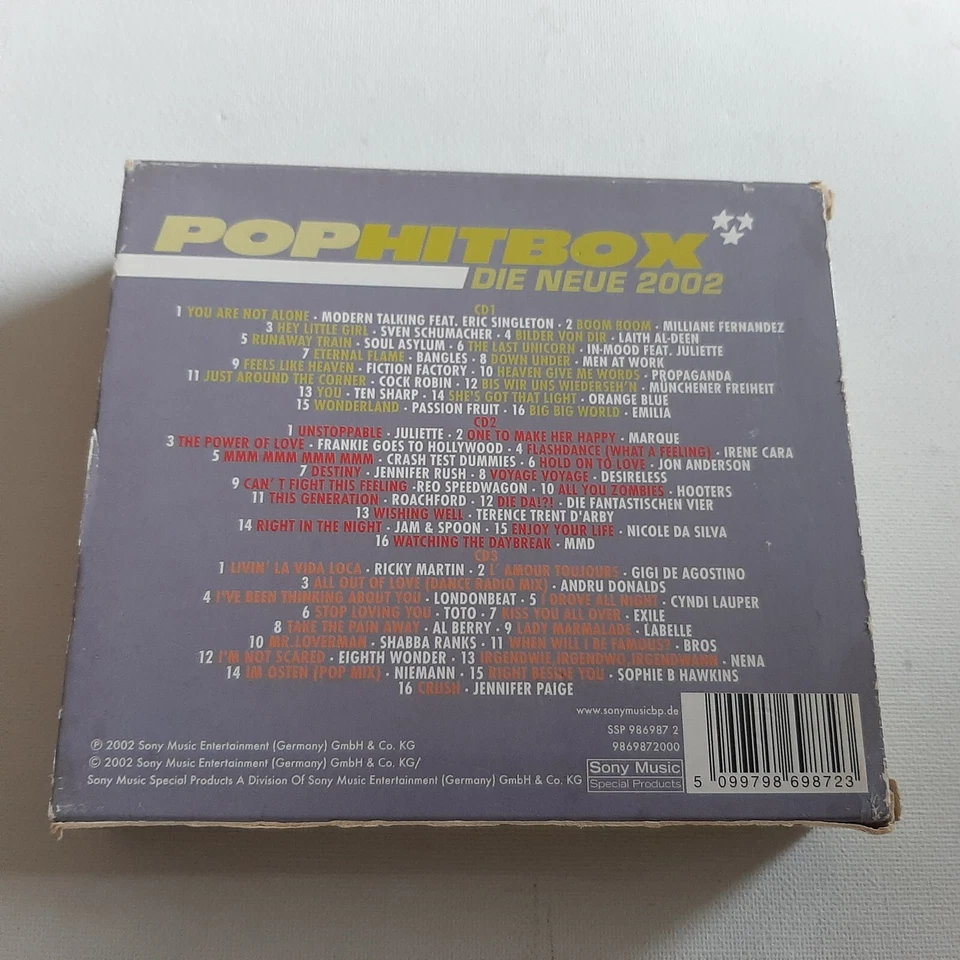 POPHITBOX
DIE NEUE 2002
CD1
1 YOU ARE NOT ALONE · MODERN TALKING FEAT. ERIC SINGLETON · 2 BOOM BOOM · MILLIANE FERNANDEZ
3 HEY LITTLE GIRL · SVEN SCHUMACHER · 4 BILDER VON DIR · LAITH AL-DEEN
5 RUNAWAY TRAIN · SOUL ASYLUM · 6 THE LAST UNICORN · IN-MOOD FEAT. JULIETTE
7 ETERNAL FLAME · BANGLES · 8 DOWN UNDER · MEN AT WORK
9 FEELS LIKE HEAVEN · FICTION FACTORY · 10 HEAVEN GIVE ME WORDS · PROPAGANDA
11 JUST AROUND THE CORNER · COCK ROBIN · 12 BIS WIR UNS WIEDERSEH'N · MÜNCHENER FREIHEIT
13 YOU · TEN SHARP · 14 SHE'S GOT THAT LIGHT · ORANGE BLUE
15 WONDERLAND · PASSION FRUIT · 16 BIG BIG WORLD · EMILIA
CD2
1 UNSTOPPABLE · JULIETTE · 2 ONE TO MAKE HER HAPPY · MARQUE
3 THE POWER OF LOVE · FRANKIE GOES TO HOLLYWOOD · 4 FLASHDANCE (WHAT A FEELING) · IRENE CARA
5 MMM MMM MMM MMM · CRASH TEST DUMMIES · 6 HOLD ON TO LOVE · JON ANDERSON
7 DESTINY · JENNIFER RUSH · 8 VOYAGE VOYAGE · DESIRELESS
9 CAN' T FIGHT THIS FEELING · REO SPEEDWAGON · 10 ALL YOU ZOMBIES · HOOTERS
11 THIS GENERATION · ROACHFORD · 12 DIE DA!?! · DIE FANTASTISCHEN VIER
13 WISHING WELL · TERENCE TRENT D'ARBY
14 RIGHT IN THE NIGHT · JAM & SPOON · 15 ENJOY YOUR LIFE · NICOLE DA SILVA
16 WATCHING THE DAYBREAK · MMD
CD3
1 LIVIN' LA VIDA LOCA · RICKY MARTIN · 2 L' AMOUR TOUJOURS · GIGI DE AGOSTINO
3 ALL OUT OF LOVE (DANCE RADIO MIX) · ANDRU DONALDS
4 I'VE BEEN THINKING ABOUT YOU · LONDONBEAT · 5 I DROVE ALL NIGHT · CYNDI LAUPER
6 STOP LOVING YOU · TOTO · 7 KISS YOU ALL OVER · EXILE
8 TAKE THE PAIN AWAY · AL BERRY · 9 LADY MARMALADE · LABELLE
10 MR.LOVERMAN · SHABBA RANKS · 11 WHEN WILL I BE FAMOUS? · BROS
12 I'M NOT SCARED · EIGHTH WONDER · 13 IRGENDWIE,IRGENDWO,IRGENDWANN · NENA
14 IM OSTEN (POP MIX) · NIEMANN · 15 RIGHT BESIDE YOU · SOPHIE B HAWKINS
16 CRUSH · JENNIFER PAIGE
www.sonymusicbp.de
SSP 986987 2
9869872000
Sony Music
Special Products
5 099798 698723
℗ 2002 Sony Music Entertainment (Germany) GmbH & Co. KG
© 2002 Sony Music Entertainment (Germany) GmbH & Co. KG/
Sony Music Special Products A Division Of Sony Music Entertainment (Germany) GmbH & Co. KG